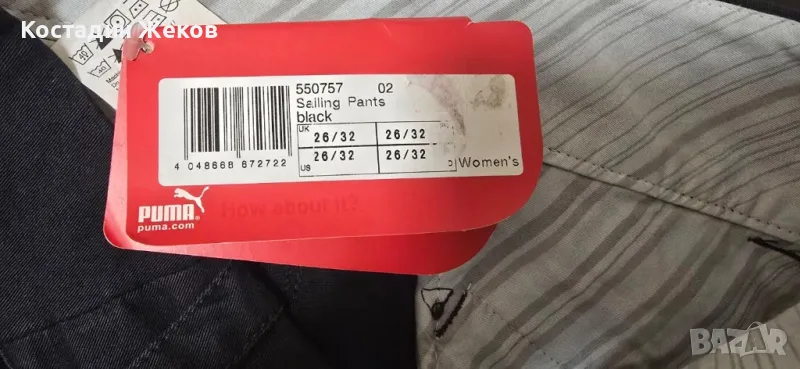 Костадин Жеков
550757 02
Sailing Pants
black
UK 26/32 26/32
US 26/32 26/32
Women's
4 048668 672722
PUMA
puma.com
How about it?
BAZAR